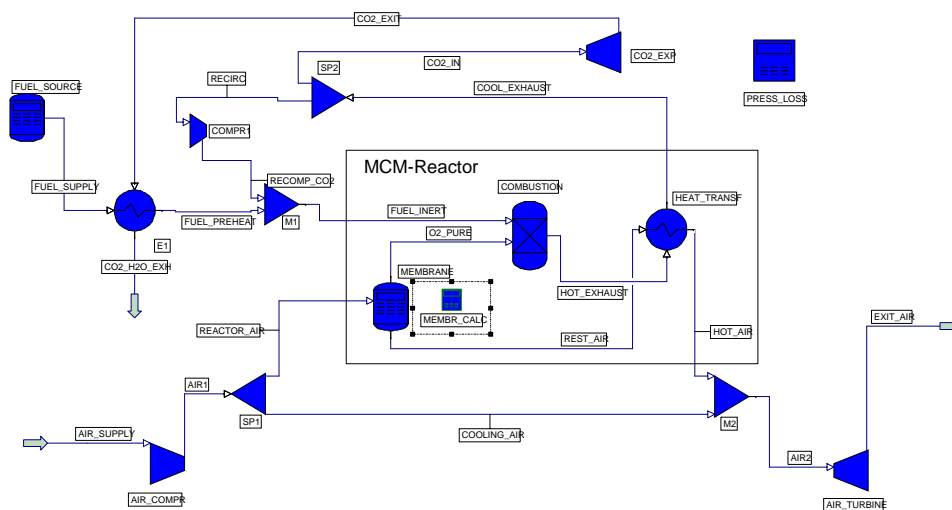 CO2_EXIT
SP2
CO2_IN
CO2_EXP
RECIRC
COOL_EXHAUST
FUEL_SOURCE
PRESS_LOSS
COMPR1
MCM-Reactor
FUEL_SUPPLY
RECOMP_CO2
COMBUSTION
HEAT_TRANSF
FUEL_PREHEAT
M1
FUEL_INERT
O2_PURE
E1
CO2_H2O_EXH
MEMBRANE
HOT_EXHAUST
MEMBR_CALC
EXIT_AIR
REACTOR_AIR
REST_AIR
HOT_AIR
AIR1
SP1
M2
AIR_SUPPLY
COOLING_AIR
AIR2
AIR_COMPR
AIR_TURBINE